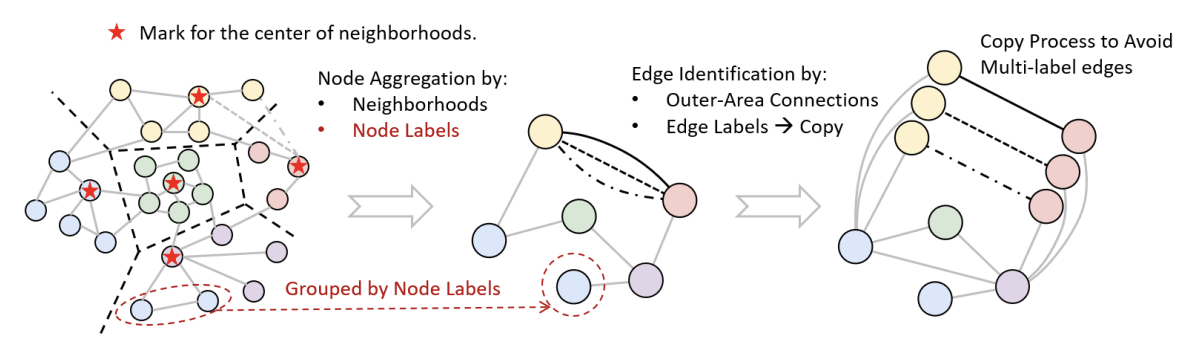 Mark for the center of neighborhoods.
Node Aggregation by:
• Neighborhoods
• Node Labels
Edge Identification by:
• Outer-Area Connections
• Edge Labels → Copy
Copy Process to Avoid
Multi-label edges
Grouped by Node Labels